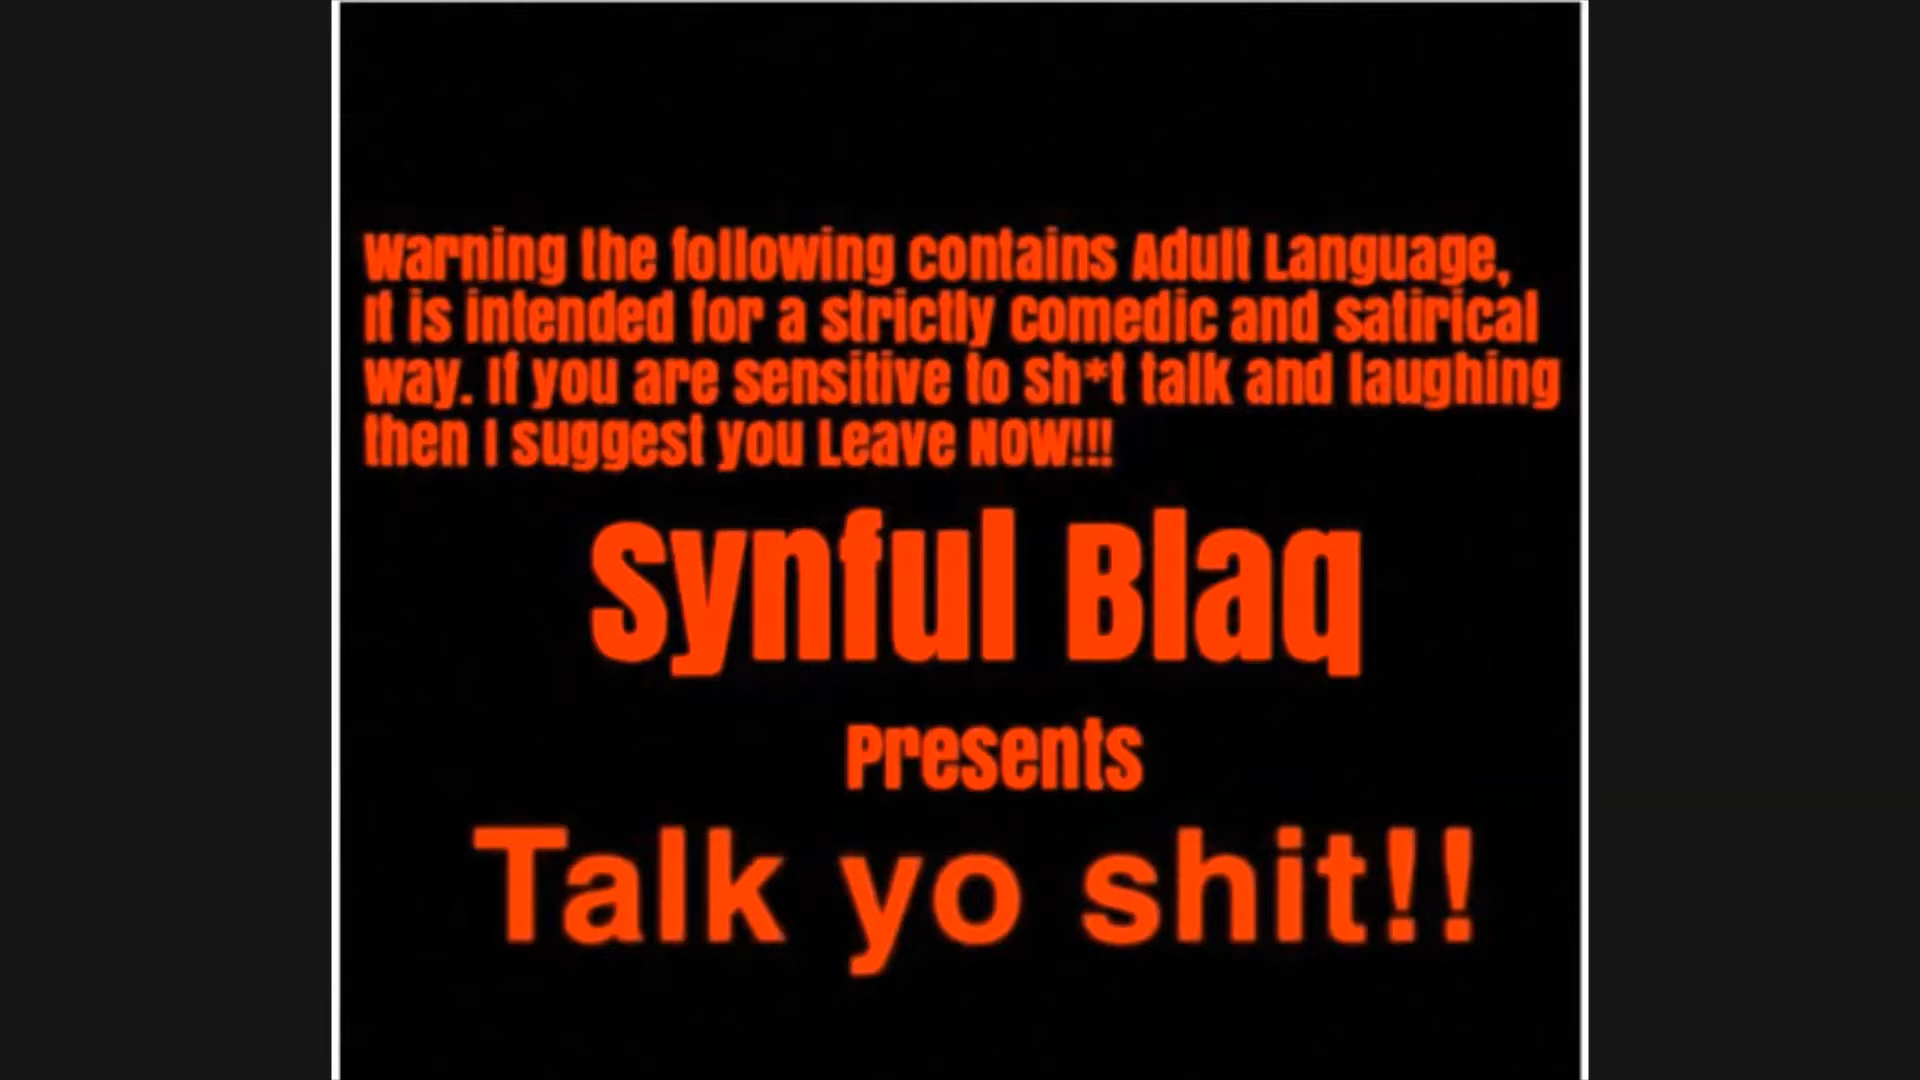 Warning the following contains Adult Language,
It is intended for a strictly Comedic and satirical
way. If you are sensitive to Sh*t talk and laughing
then I suggest you Leave NOW!!!
Synful Blaq
Presents
Talk yo shit!!